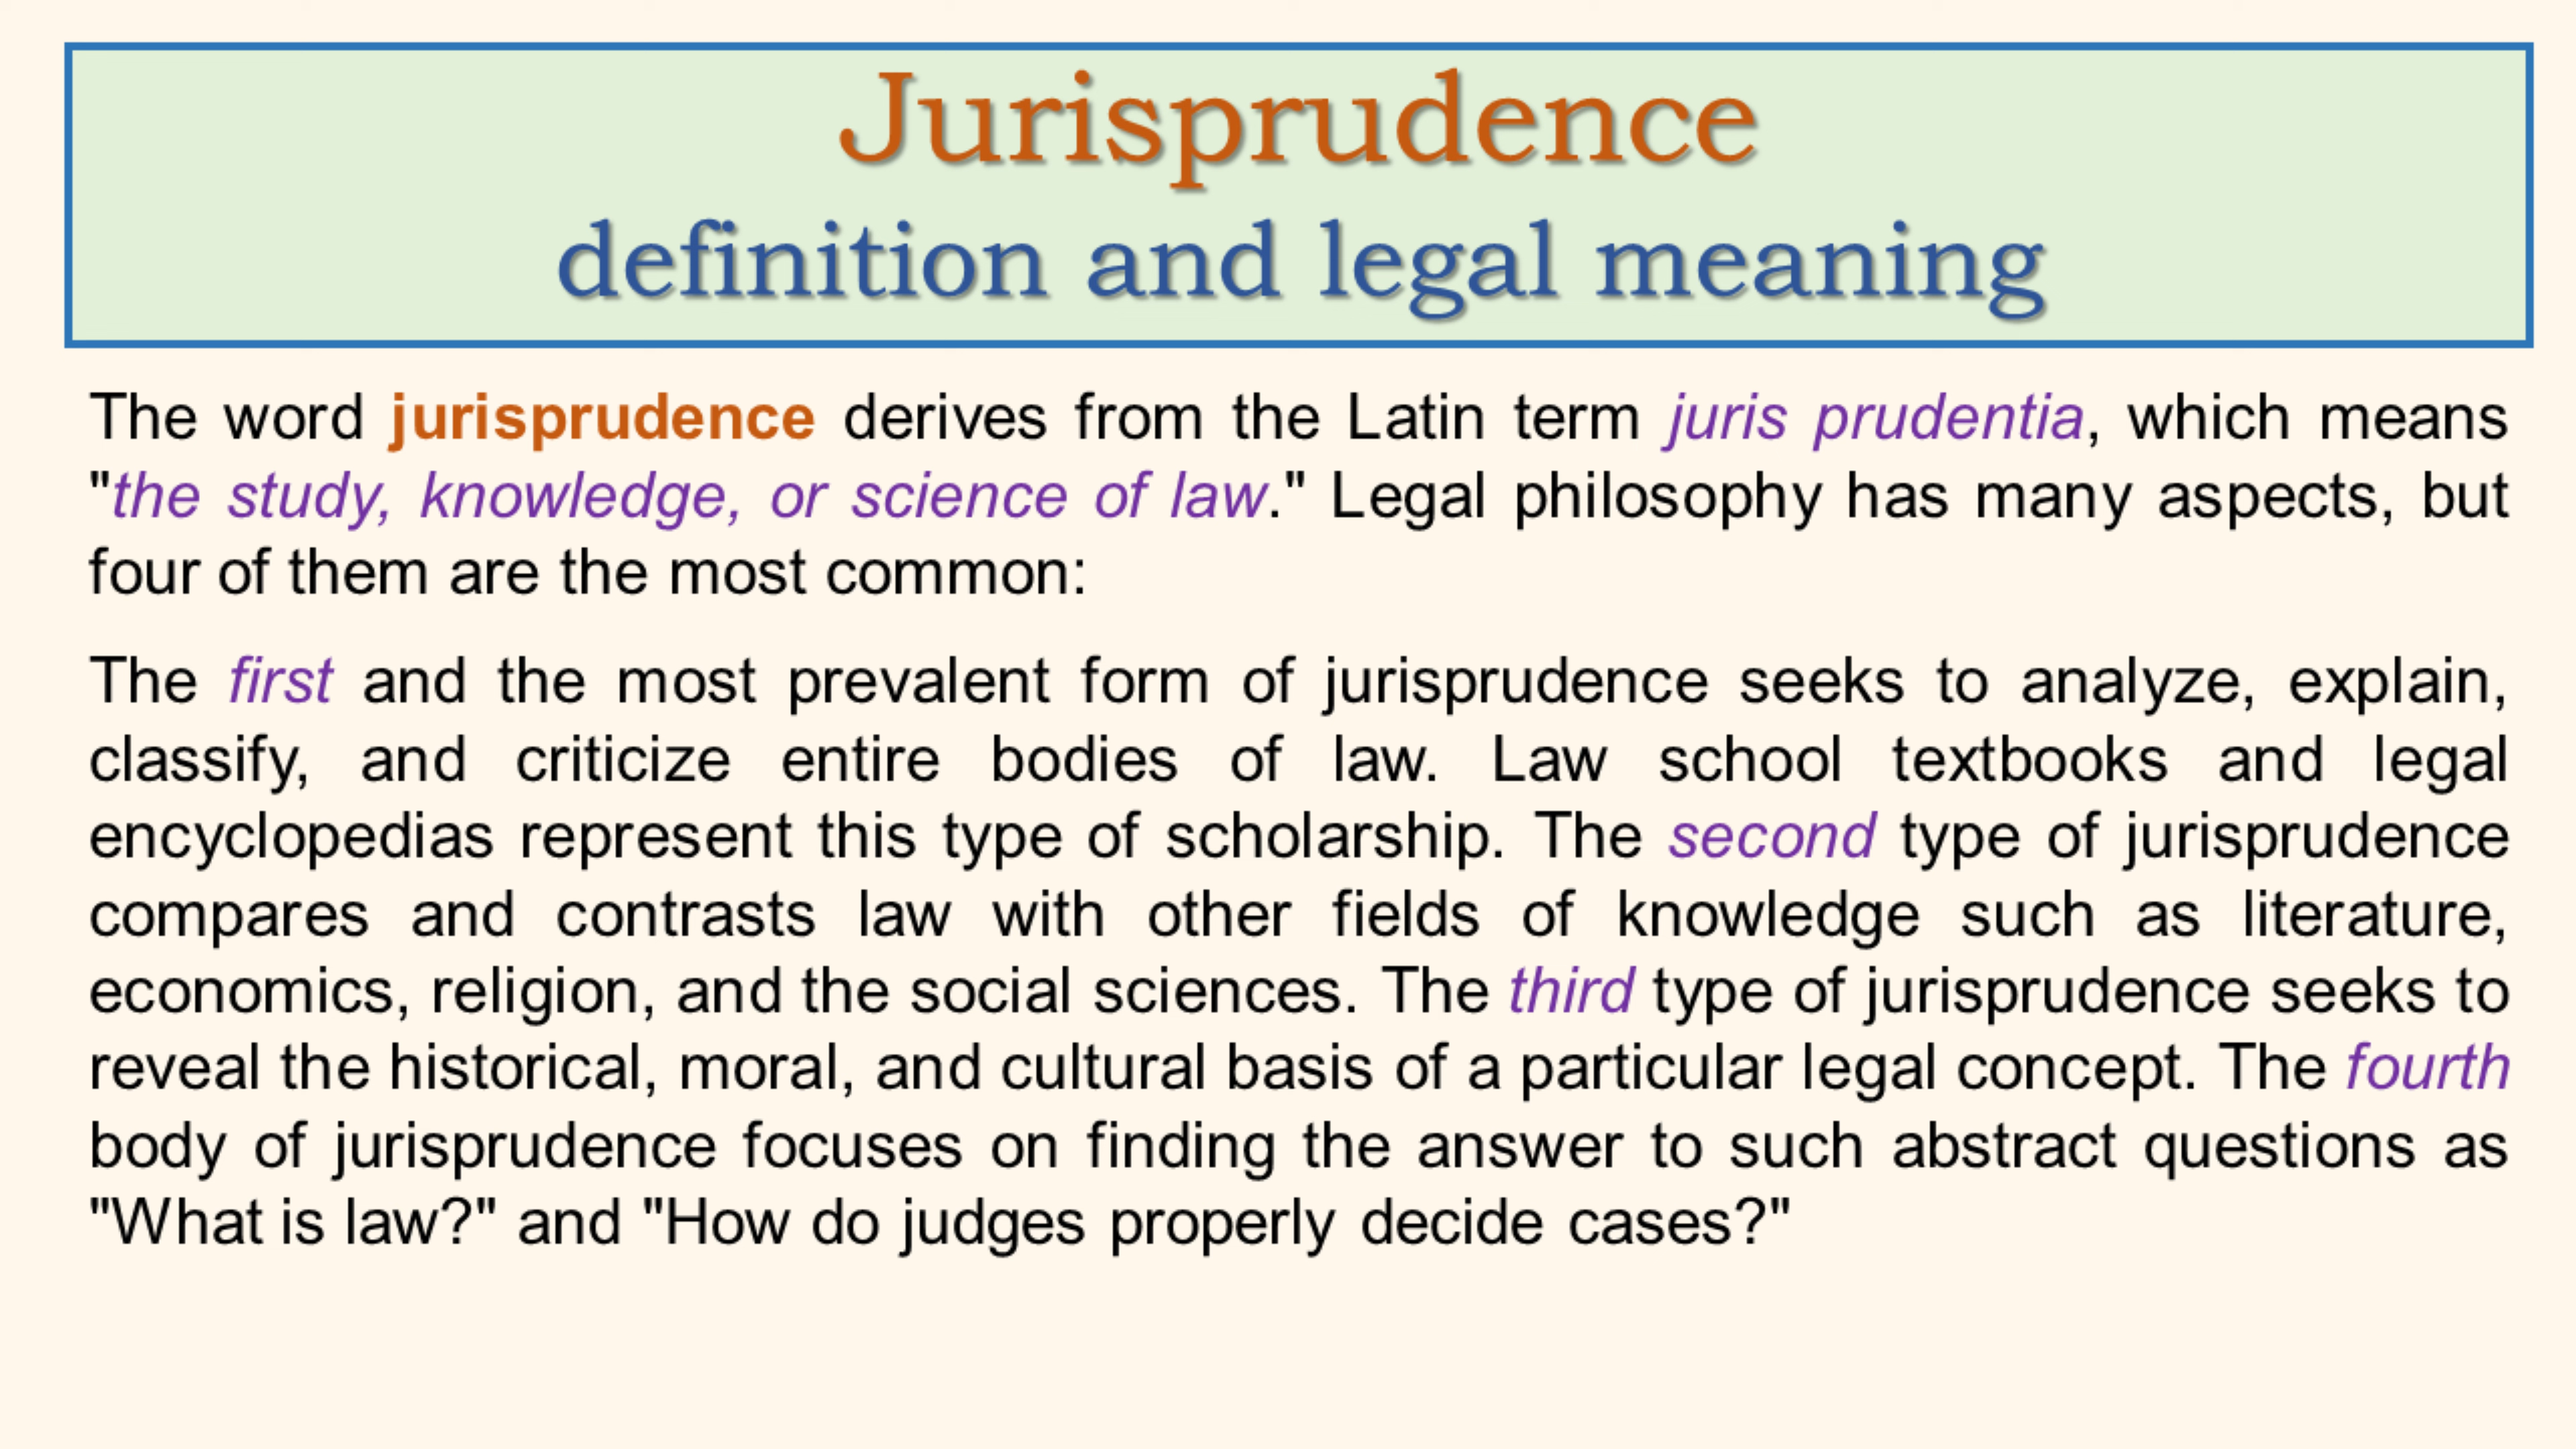 Jurisprudence
definition and legal meaning
The word jurisprudence derives from the Latin term juris prudentia, which means
"the study, knowledge, or science of law." Legal philosophy has many aspects, but
four of them are the most common:
The first and the most prevalent form of jurisprudence seeks to analyze, explain,
classify, and criticize entire bodies of law. Law school textbooks and legal
encyclopedias represent this type of scholarship. The second type of jurisprudence
compares and contrasts law with other fields of knowledge such as literature,
economics, religion, and the social sciences. The third type of jurisprudence seeks to
reveal the historical, moral, and cultural basis of a particular legal concept. The fourth
body of jurisprudence focuses on finding the answer to such abstract questions as
"What is law?" and "How do judges properly decide cases?"